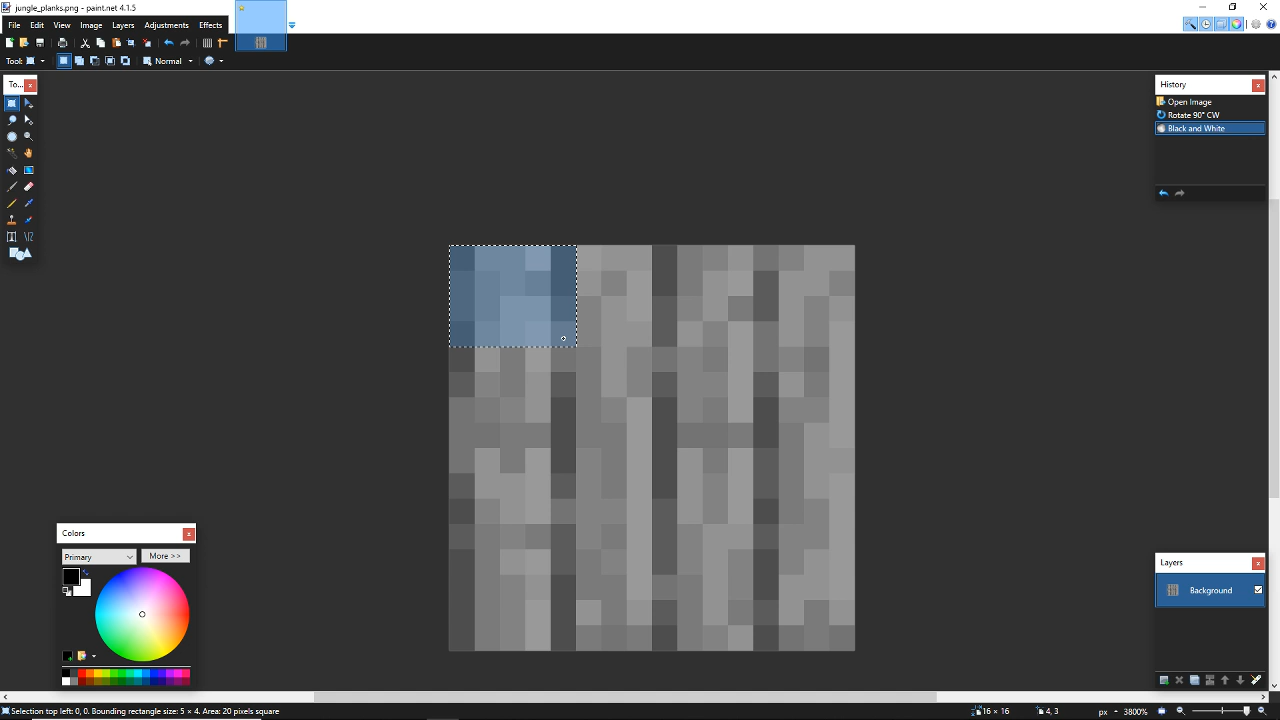 jungle_planks.png - paint.net 4.1.5
File Edit View Image Layers Adjustments Effects
Tool:
Normal
To...
History
Open Image
Rotate 90° CW
Black and White
Colors
Primary
More >>
Layers
Background
Selection top left: 0, 0. Bounding rectangle size: 5 × 4. Area: 20 pixels square
16 × 16
4, 3
px
3800%